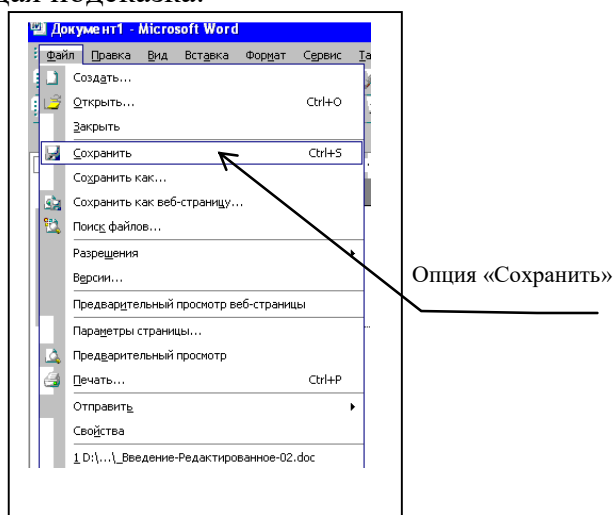 подсказка.
Документ1 - Microsoft Word
Файл Правка Вид Вставка Формат Сервис Та
Создать...
Открыть... Ctrl+O
Закрыть
Сохранить Ctrl+S
Сохранить как...
Сохранить как веб-страницу...
Поиск файлов...
Разрешения
Версии...
Опция «Сохранить»
Предварительный просмотр веб-страницы
Параметры страницы...
Предварительный просмотр
Печать... Ctrl+P
Отправить
Свойства
1 D:\...\_Введение-Редактированное-02.doc